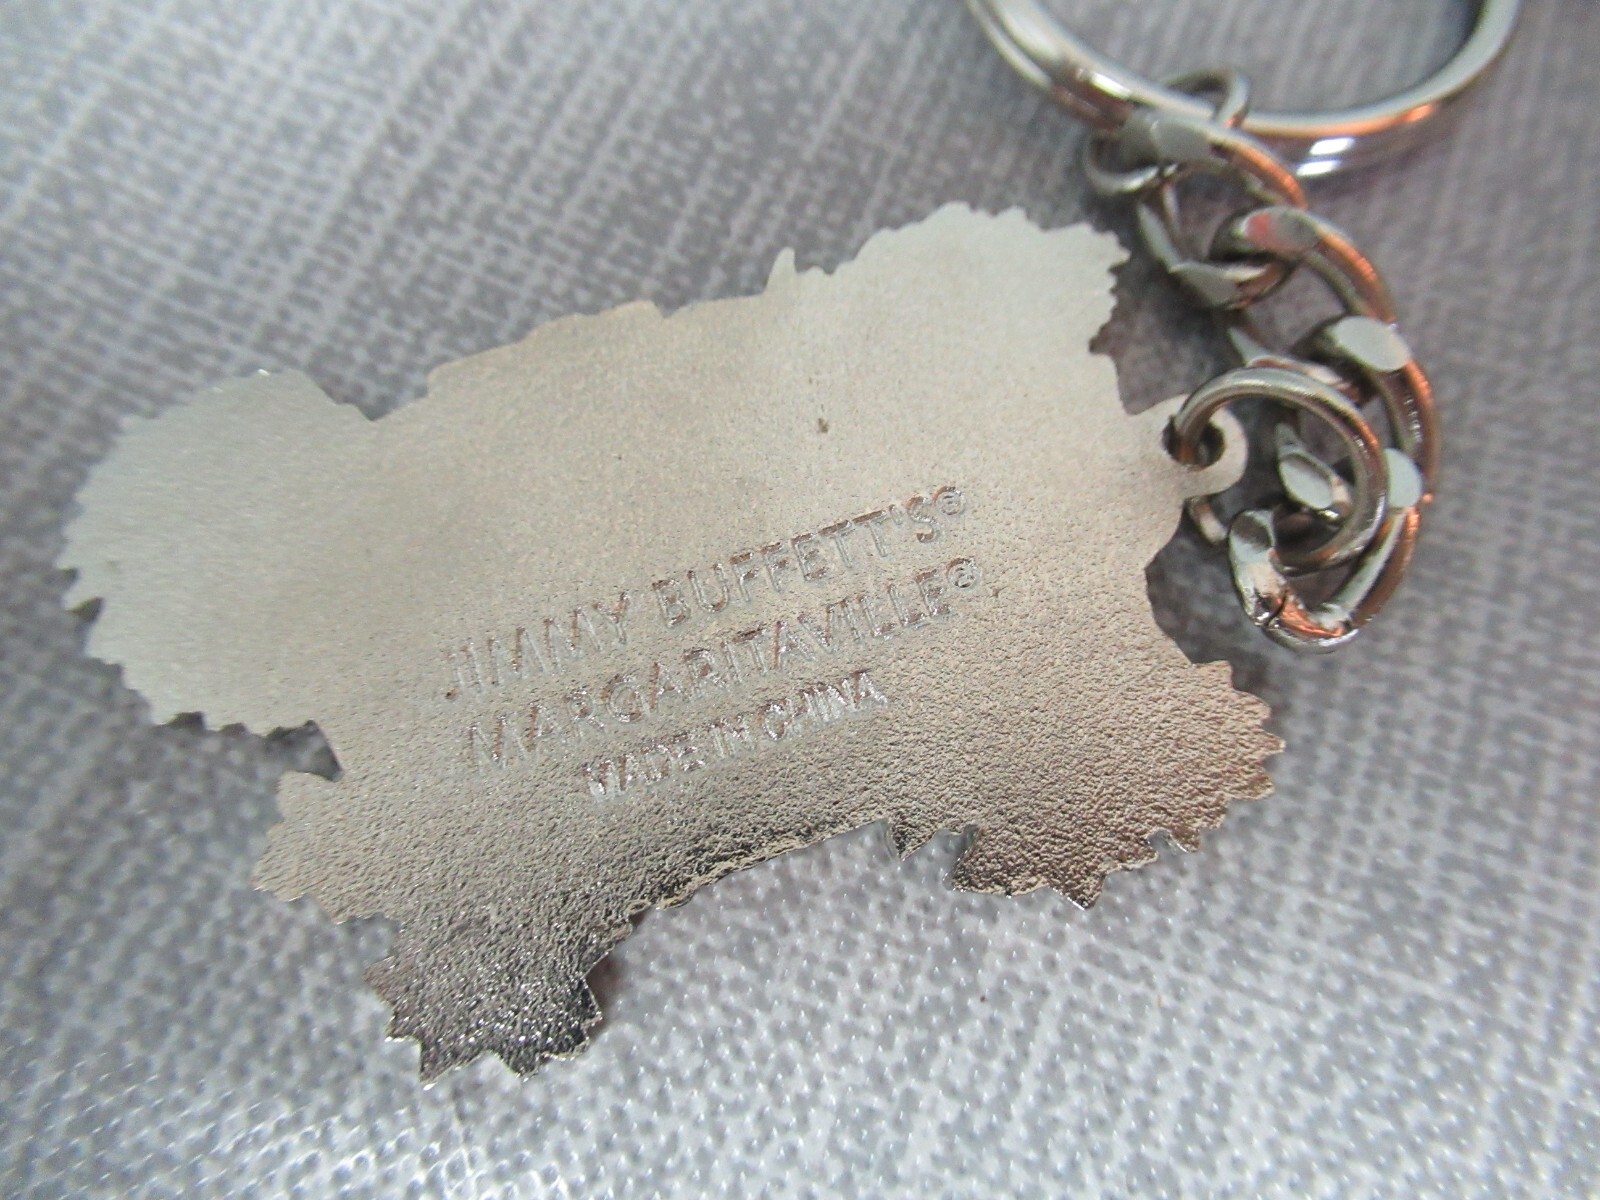 JIMMY BUFFETT'S®
MARGARITAVILLE®
MADE IN CHINA